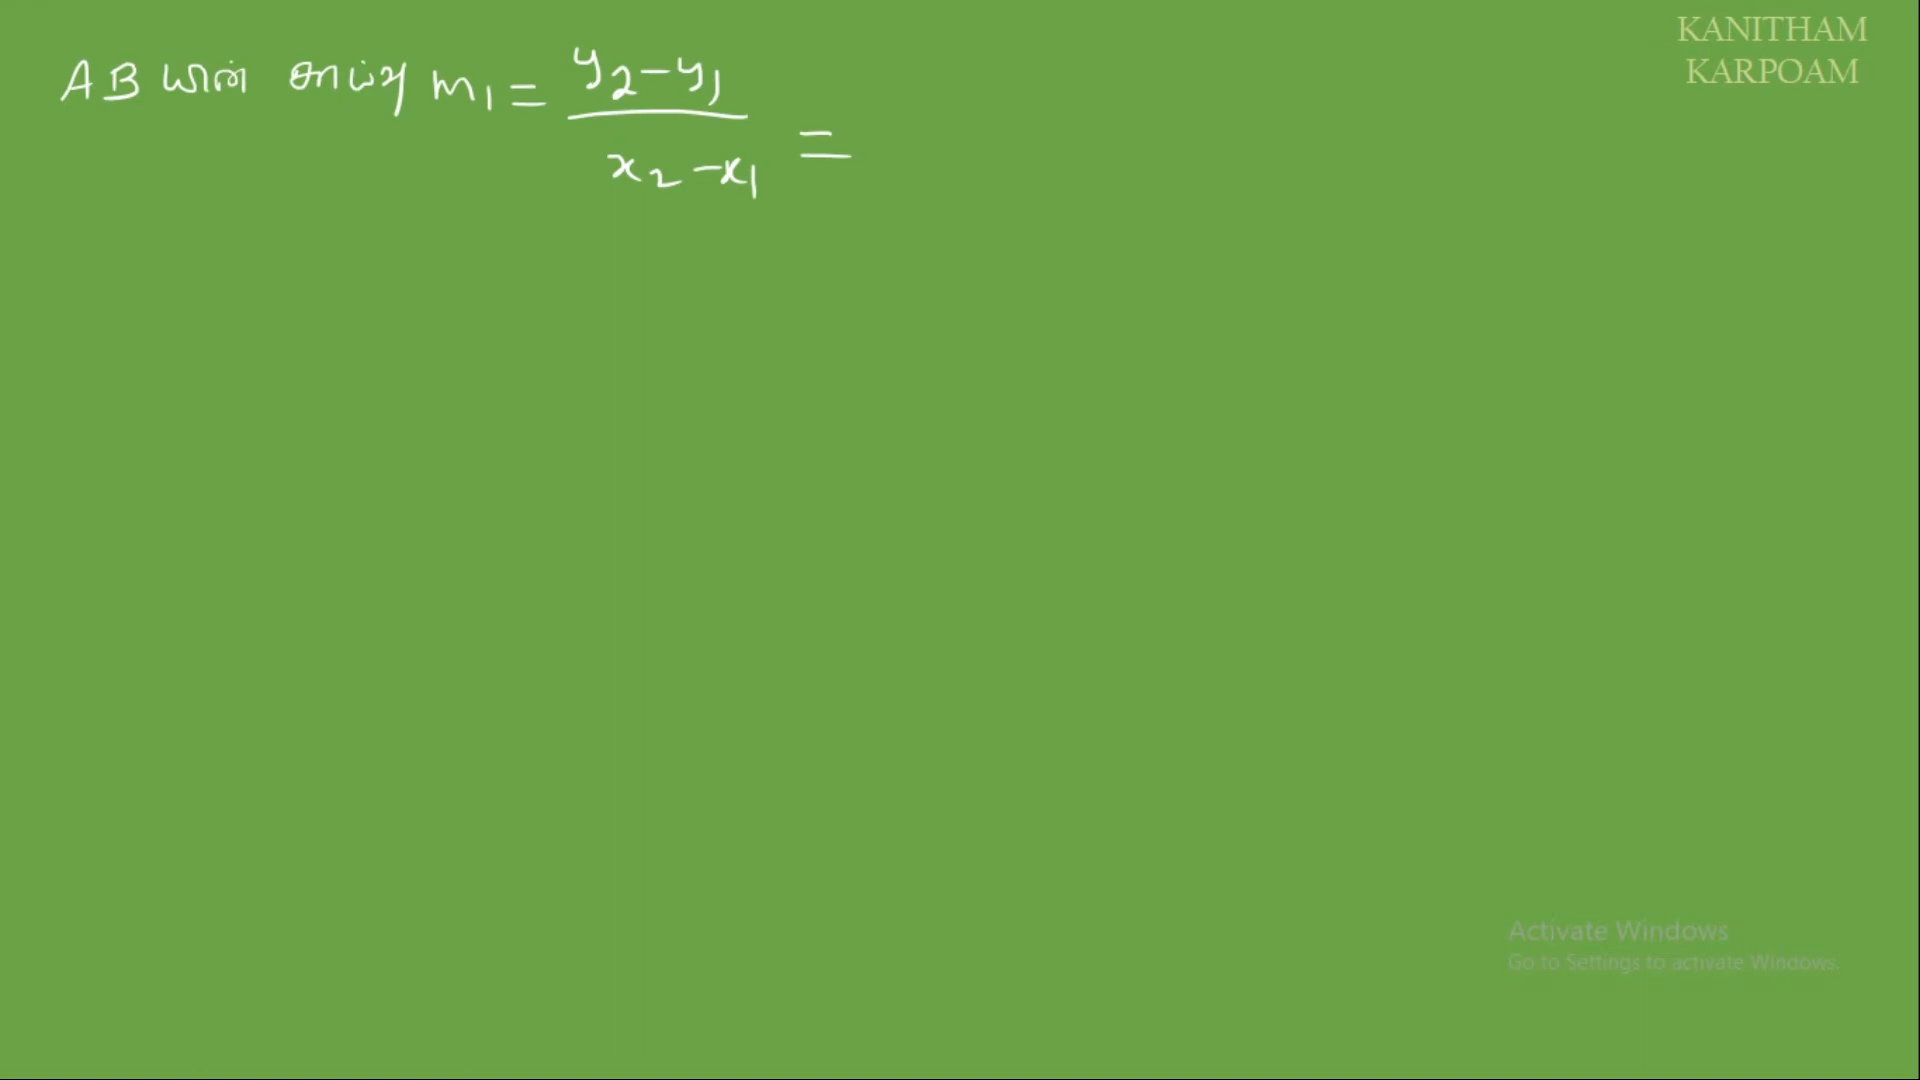 AB யின் சாய்வு m₁ = y₂-y₁ / x₂-x₁ =
KANITHAM
KARPOAM
Activate Windows
Go to Settings to activate Windows.